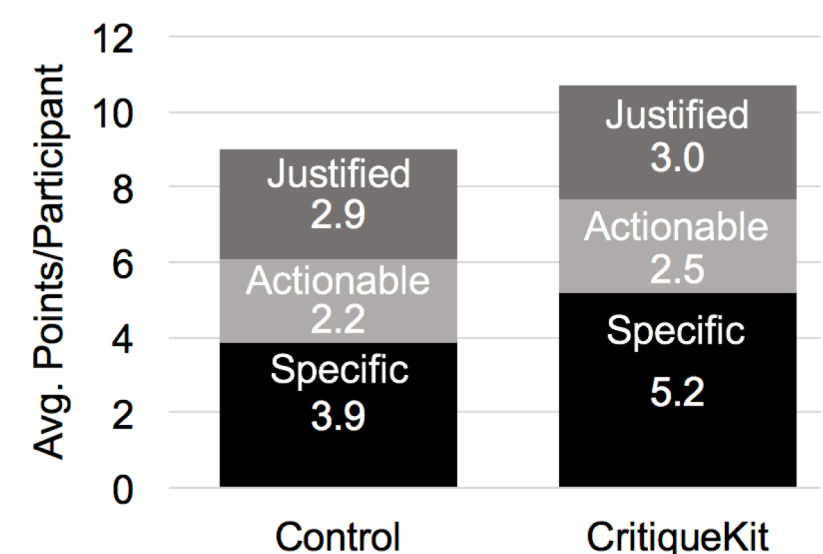 Avg. Points/Participant
12
10
8
6
4
2
0
Justified
2.9
Actionable
2.2
Specific
3.9
Justified
3.0
Actionable
2.5
Specific
5.2
Control
CritiqueKit